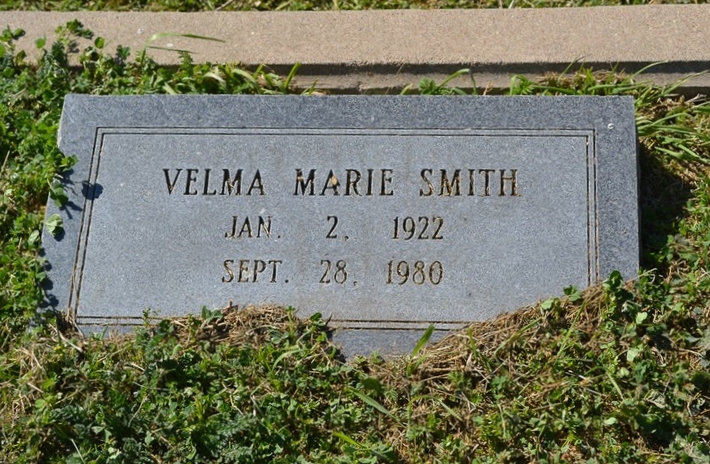 VELMA MARIE SMITH
JAN. 2, 1922
SEPT. 28, 1980